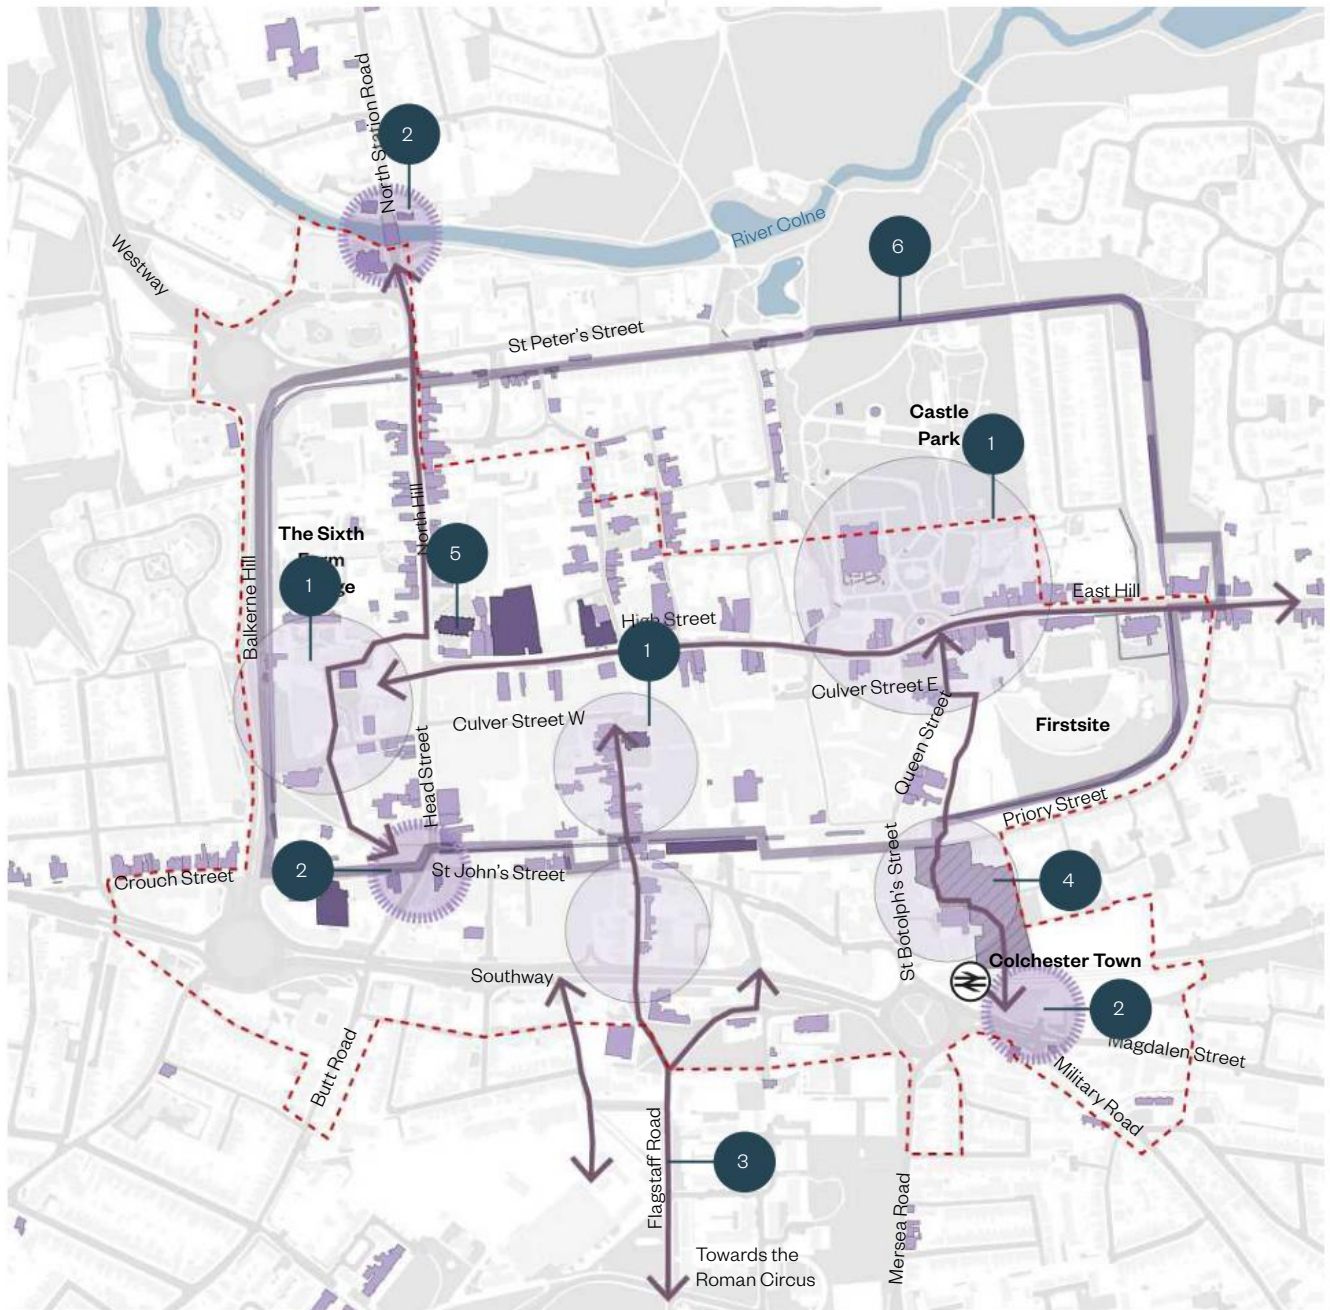 North Station Road
2
River Colne
6
Westway
St Peter's Street
Castle
Park
1
North Hill
The Sixth
5
1
Balkerne Hill
East Hill
High Street
1
Culver Street E
Culver Street W
Queen Street
Firstsite
Head Street
Priory Street
2
St John's Street
Crouch Street
St Botolph's Street
4
Colchester Town
Southway
2
Magdalen Street
Butt Road
Military Road
Flagstaff Road
3
Mersea Road
Towards the
Roman Circus